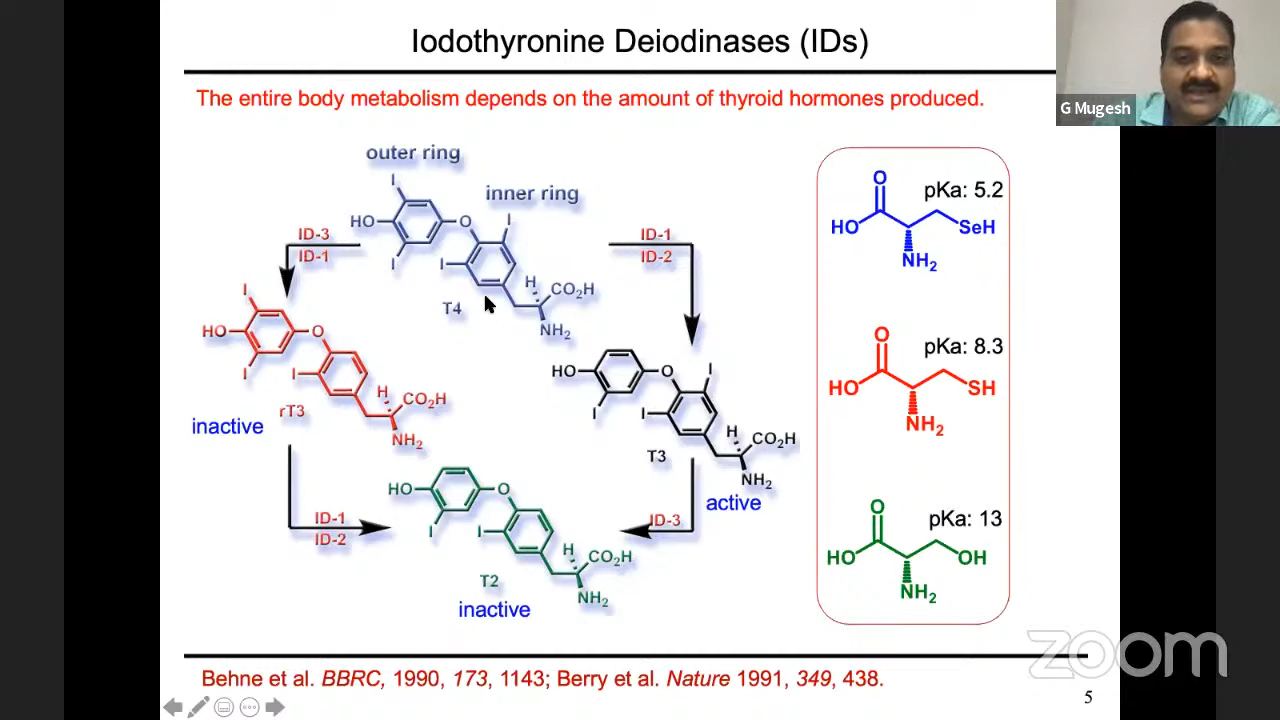 Iodothyronine Deiodinases (IDs)
The entire body metabolism depends on the amount of thyroid hormones produced.
G Mugesh
outer ring
inner ring
I
HO
O
I
I
I
H
CO₂H
T4
NH₂
ID-3
ID-1
ID-1
ID-2
I
HO
O
I
I
H
CO₂H
rT3
NH₂
inactive
HO
O
I
I
I
H
CO₂H
T3
NH₂
active
ID-1
ID-2
ID-3
HO
O
I
I
H
CO₂H
T2
NH₂
inactive
O
pKa: 5.2
HO
SeH
NH₂
O
pKa: 8.3
HO
SH
NH₂
O
pKa: 13
HO
OH
NH₂
zoom
Behne et al. BBRC, 1990, 173, 1143; Berry et al. Nature 1991, 349, 438.
5